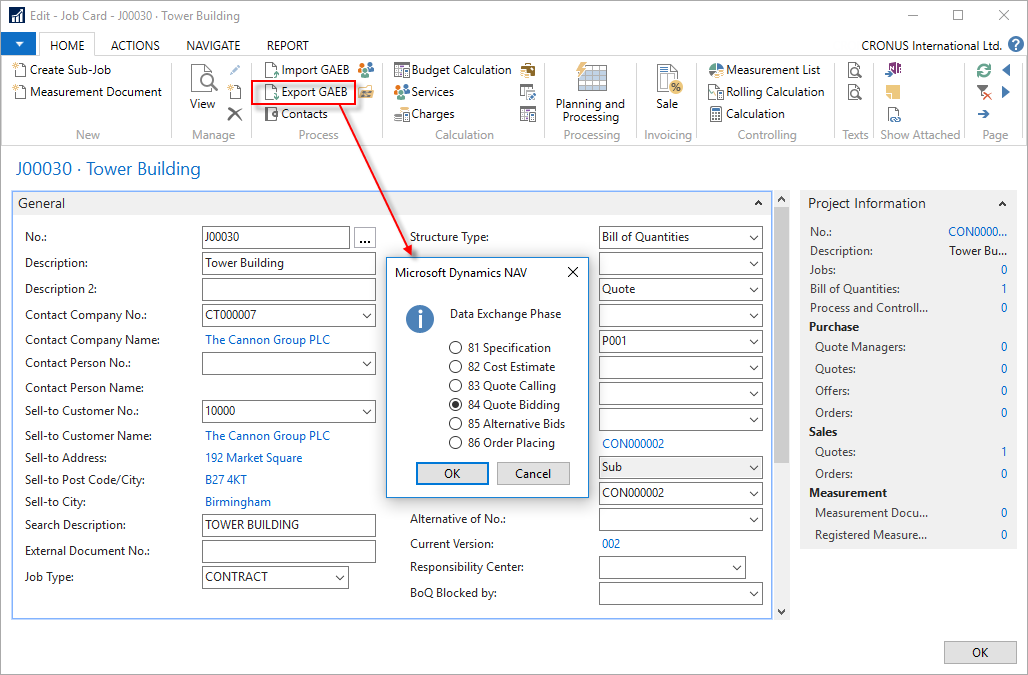 Edit - Job Card - J00030 · Tower Building
HOME ACTIONS NAVIGATE REPORT CRONUS International Ltd. ?
Create Sub-Job
Measurement Document
New
View
Manage
Import GAEB
Export GAEB
Contacts
Process
Budget Calculation
Services
Charges
Calculation
Planning and
Processing
Processing
Sale
Invoicing
Measurement List
Rolling Calculation
Calculation
Controlling
Texts
Show Attached
Page
J00030 · Tower Building
General
No.: J00030 ...
Description: Tower Building
Description 2:
Contact Company No.: CT000007
Contact Company Name: The Cannon Group PLC
Contact Person No.:
Contact Person Name:
Sell-to Customer No.: 10000
Sell-to Customer Name: The Cannon Group PLC
Sell-to Address: 192 Market Square
Sell-to Post Code/City: B27 4KT
Sell-to City: Birmingham
Search Description: TOWER BUILDING
External Document No.:
Job Type: CONTRACT
Structure Type: Bill of Quantities
Quote
P001
CON000002
Sub
CON000002
Alternative of No.:
Current Version: 002
Responsibility Center:
BoQ Blocked by:
Microsoft Dynamics NAV
Data Exchange Phase
81 Specification
82 Cost Estimate
83 Quote Calling
84 Quote Bidding
85 Alternative Bids
86 Order Placing
OK Cancel
Project Information
No.: CON0000...
Description: Tower Bu...
Jobs: 0
Bill of Quantities: 1
Process and Controll... 0
Purchase
Quote Managers: 0
Quotes: 0
Offers: 0
Orders: 0
Sales
Quotes: 1
Orders: 0
Measurement
Measurement Docu... 0
Registered Measure... 0
OK